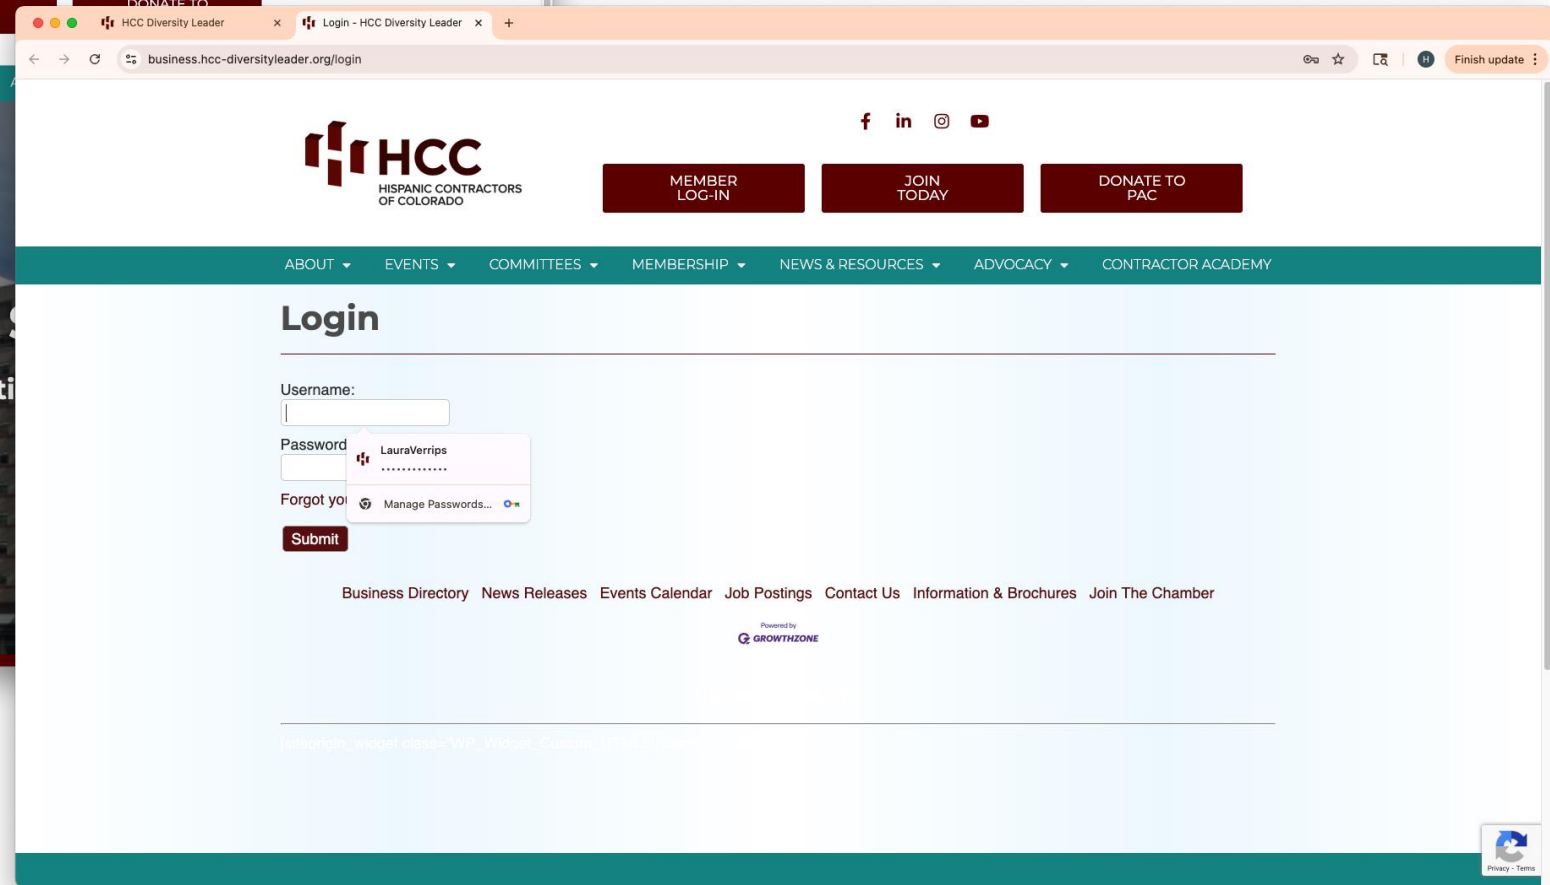 DONATE TO
HCC Diversity Leader
Login - HCC Diversity Leader
business.hcc-diversityleader.org/login
H
Finish update
HCC
HISPANIC CONTRACTORS
OF COLORADO
MEMBER
LOG-IN
JOIN
TODAY
DONATE TO
PAC
ABOUT
EVENTS
COMMITTEES
MEMBERSHIP
NEWS & RESOURCES
ADVOCACY
CONTRACTOR ACADEMY
Login
Username:
Password
LauraVerrips
.............
Forgot you
Manage Passwords...
Submit
Business Directory News Releases Events Calendar Job Postings Contact Us Information & Brochures Join The Chamber
Powered by
GROWTHZONE
Privacy - Terms